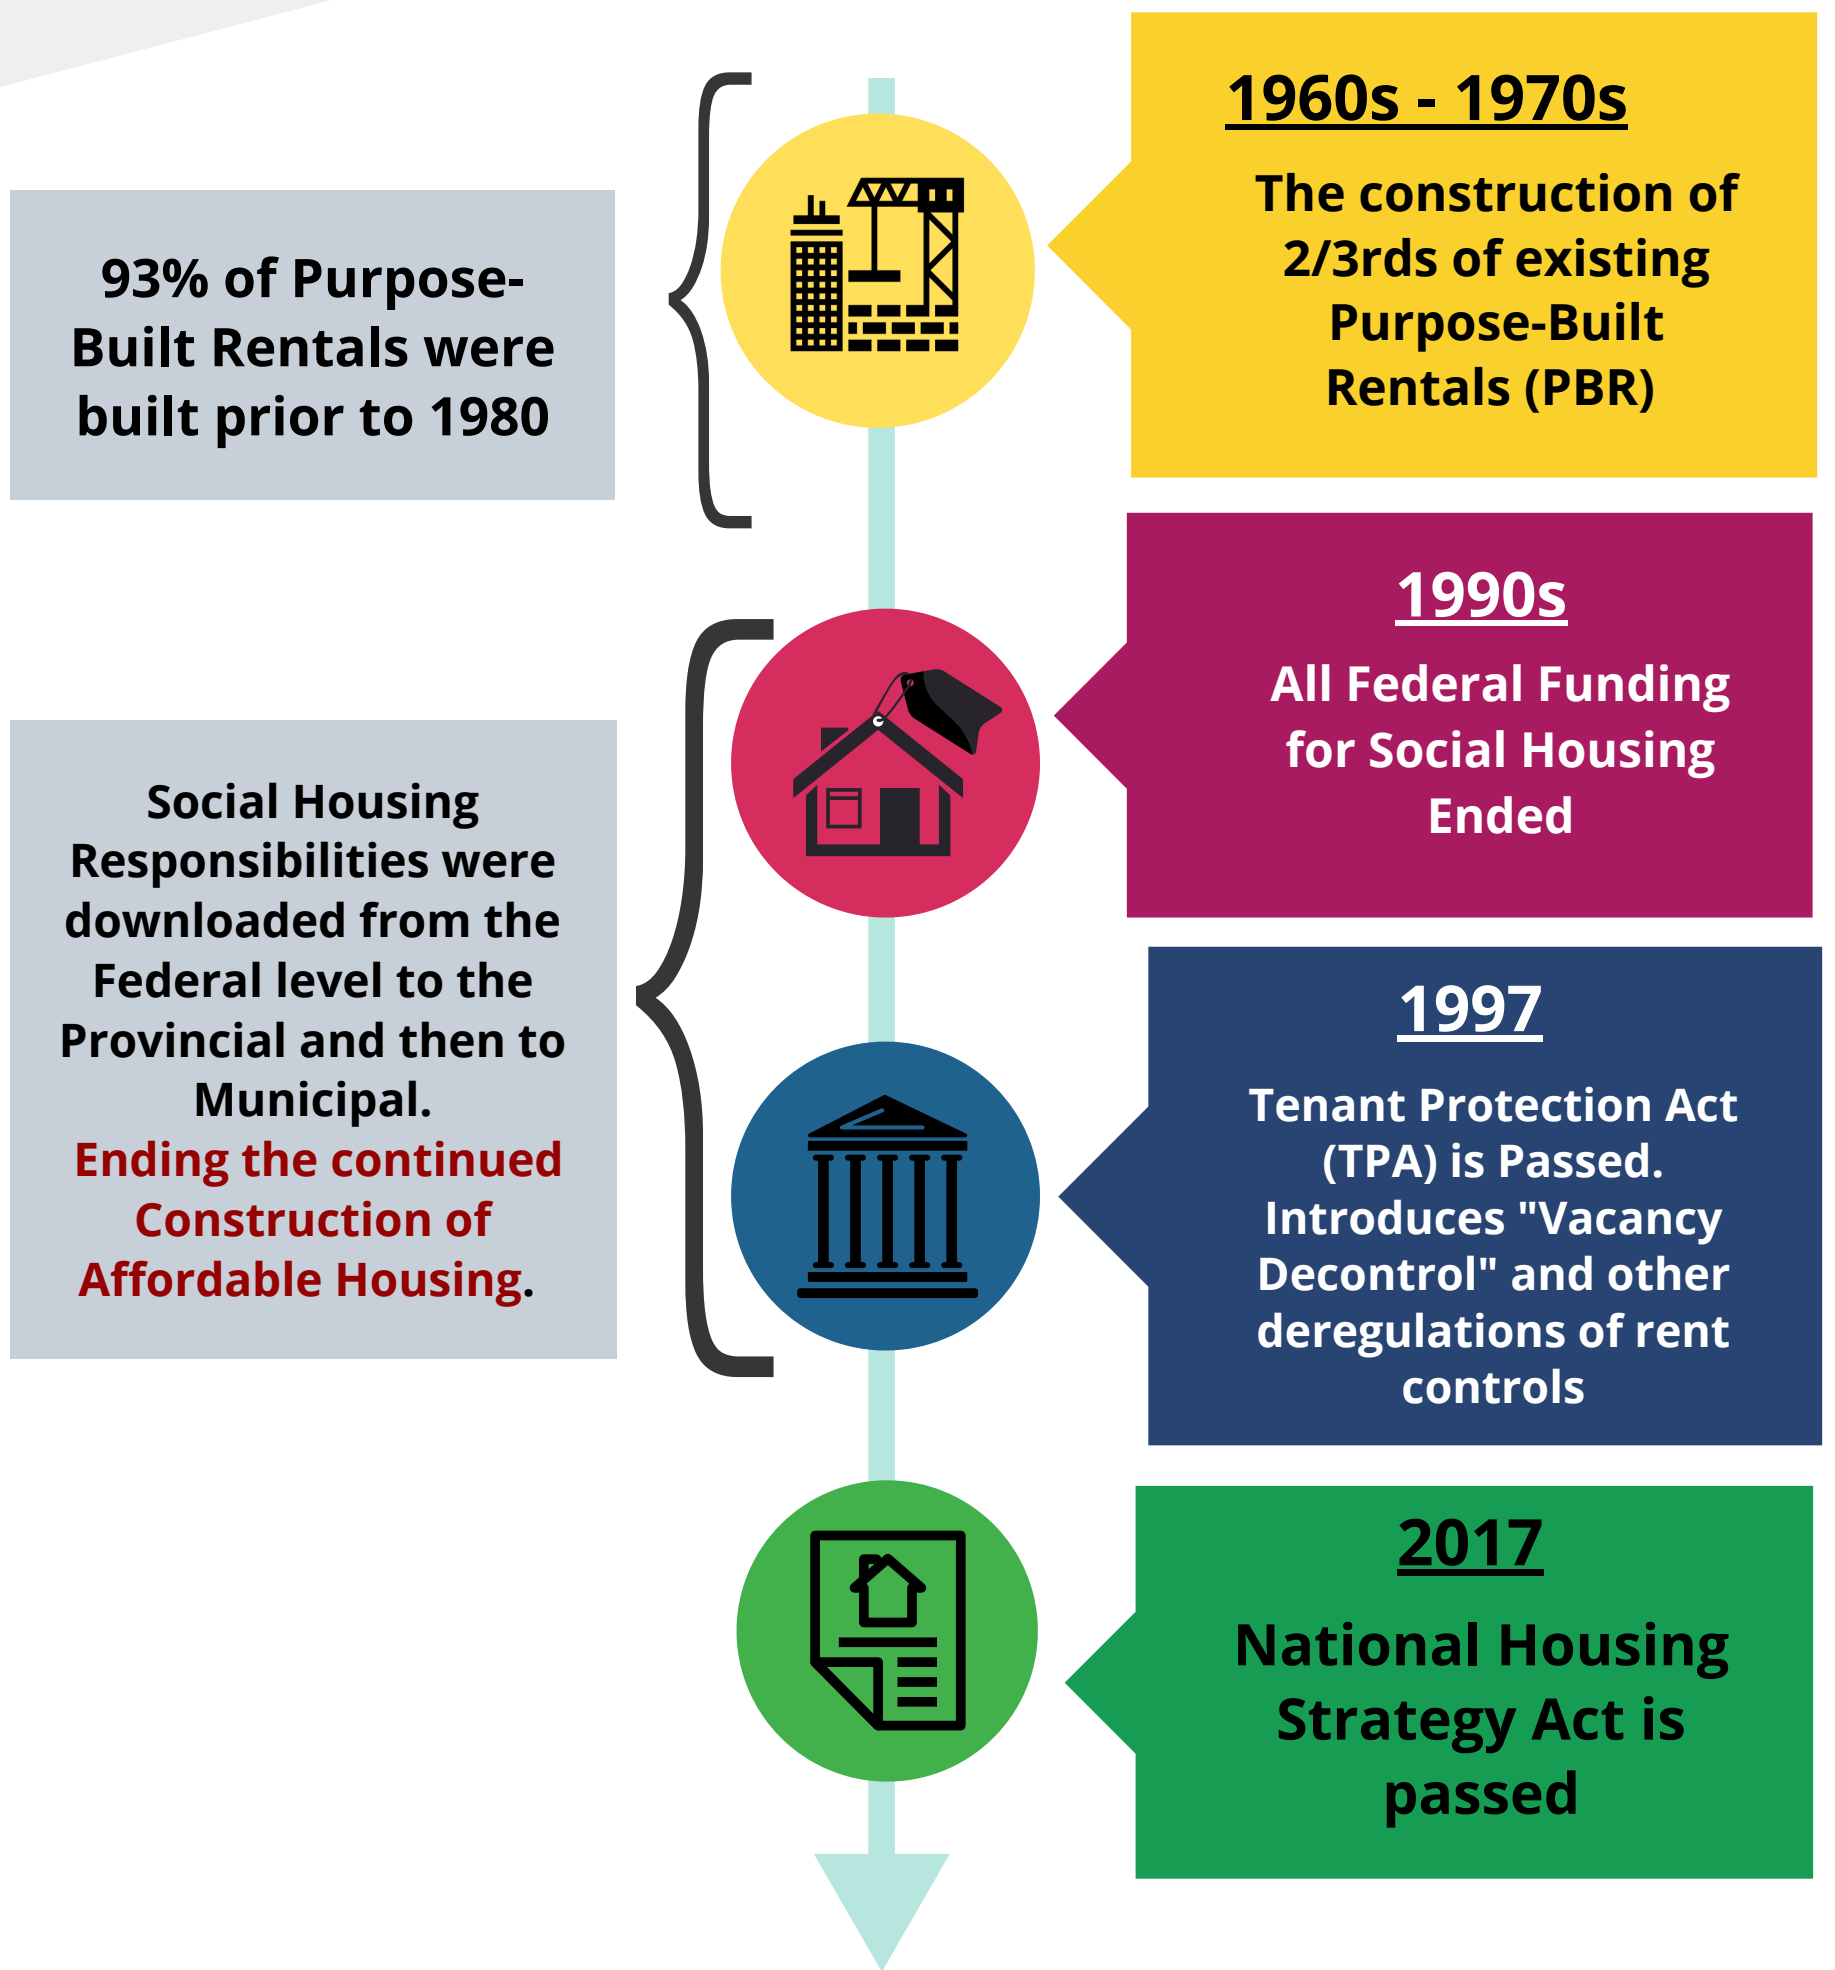 1960s - 1970s
The construction of
2/3rds of existing
Purpose-Built
Rentals (PBR)
93% of Purpose-
Built Rentals were
built prior to 1980
1990s
All Federal Funding
for Social Housing
Ended
Social Housing
Responsibilities were
downloaded from the
Federal level to the
Provincial and then to
Municipal.
Ending the continued
Construction of
Affordable Housing.
1997
Tenant Protection Act
(TPA) is Passed.
Introduces "Vacancy
Decontrol" and other
deregulations of rent
controls
2017
National Housing
Strategy Act is
passed